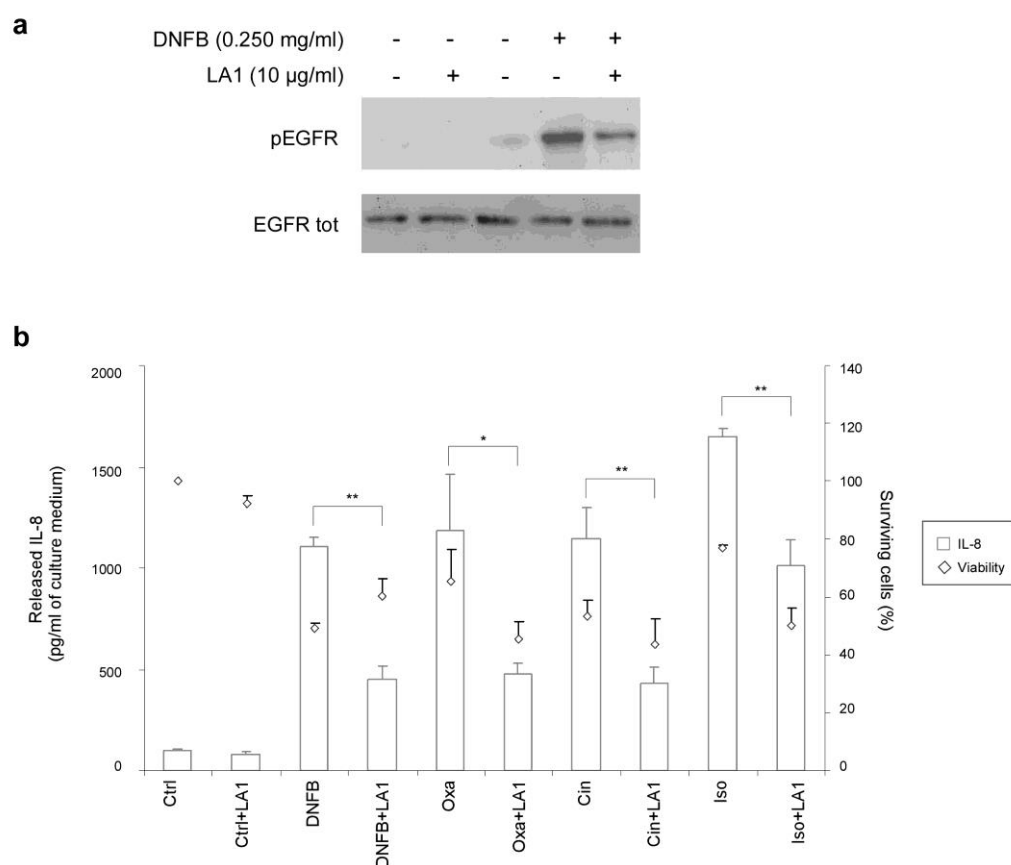 a
DNFB (0.250 mg/ml) - - - + +
LA1 (10 µg/ml) - + - - +
pEGFR
EGFR tot
b
2000
1500
1000
500
0
Released IL-8
(pg/ml of culture medium)
**
*
**
**
140
120
100
80
60
40
20
0
Surviving cells (%)
IL-8
Viability
Ctrl
Ctrl+LA1
DNFB
DNFB+LA1
Oxa
Oxa+LA1
Cin
Cin+LA1
Iso
Iso+LA1